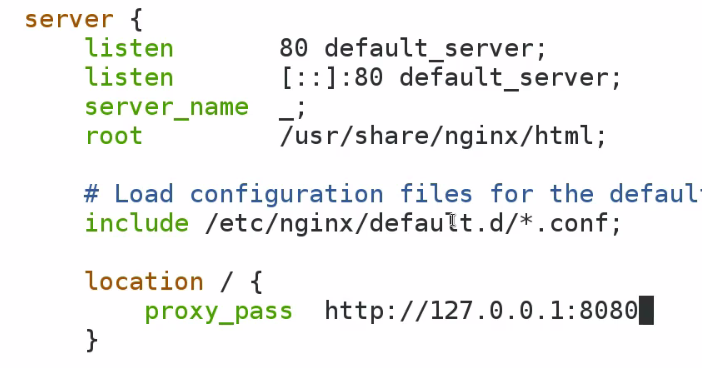 server {
    listen       80 default_server;
    listen       [::]:80 default_server;
    server_name  _;
    root         /usr/share/nginx/html;

    # Load configuration files for the defaul
    include /etc/nginx/default.d/*.conf;

    location / {
        proxy_pass  http://127.0.0.1:8080
    }